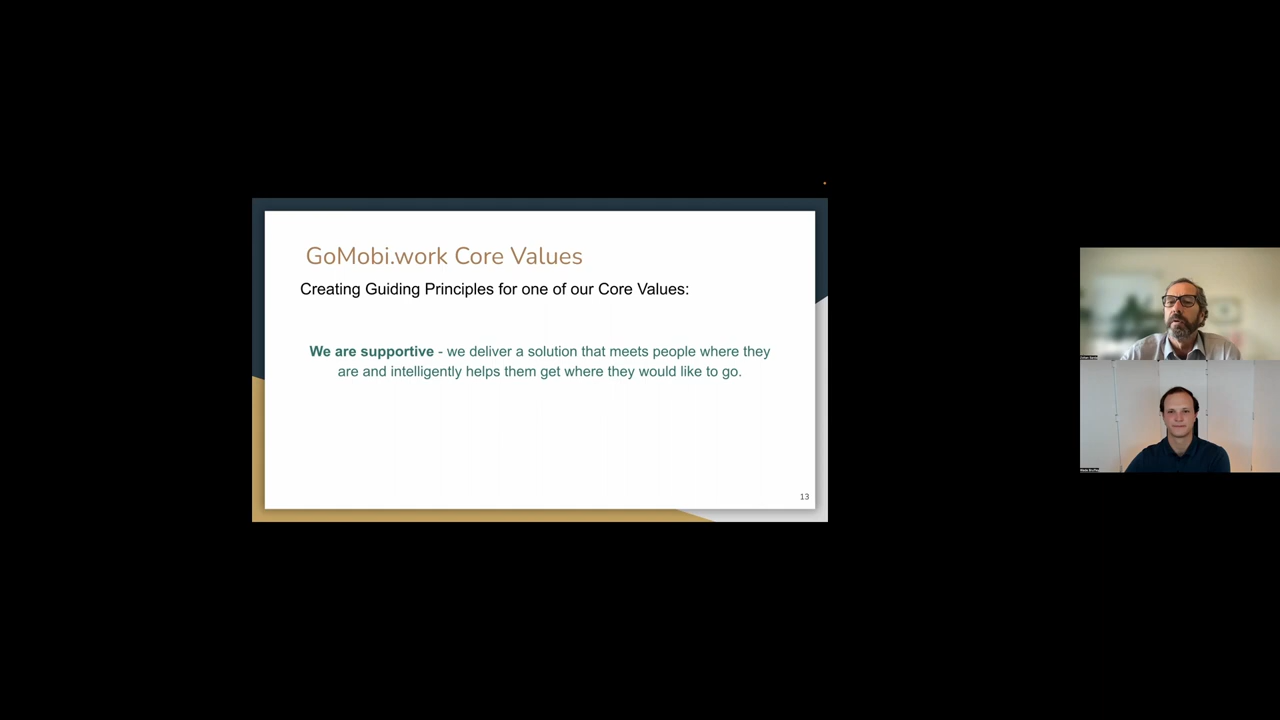 GoMobi.work Core Values
Creating Guiding Principles for one of our Core Values:
We are supportive - we deliver a solution that meets people where they
are and intelligently helps them get where they would like to go.
13